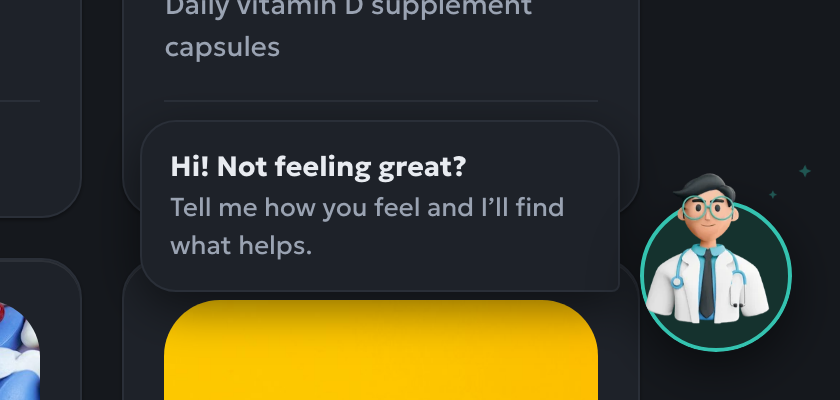 Daily vitamin D supplement
capsules
Hi! Not feeling great?
Tell me how you feel and I’ll find
what helps.